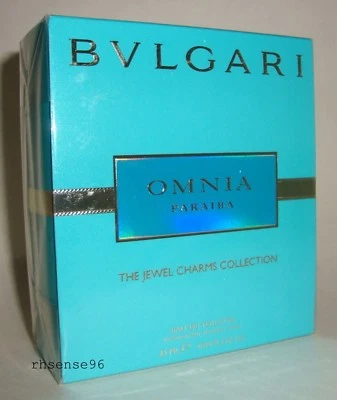 BVLGARI
OMNIA
PARAIBA
THE JEWEL CHARMS COLLECTION
rhsense96